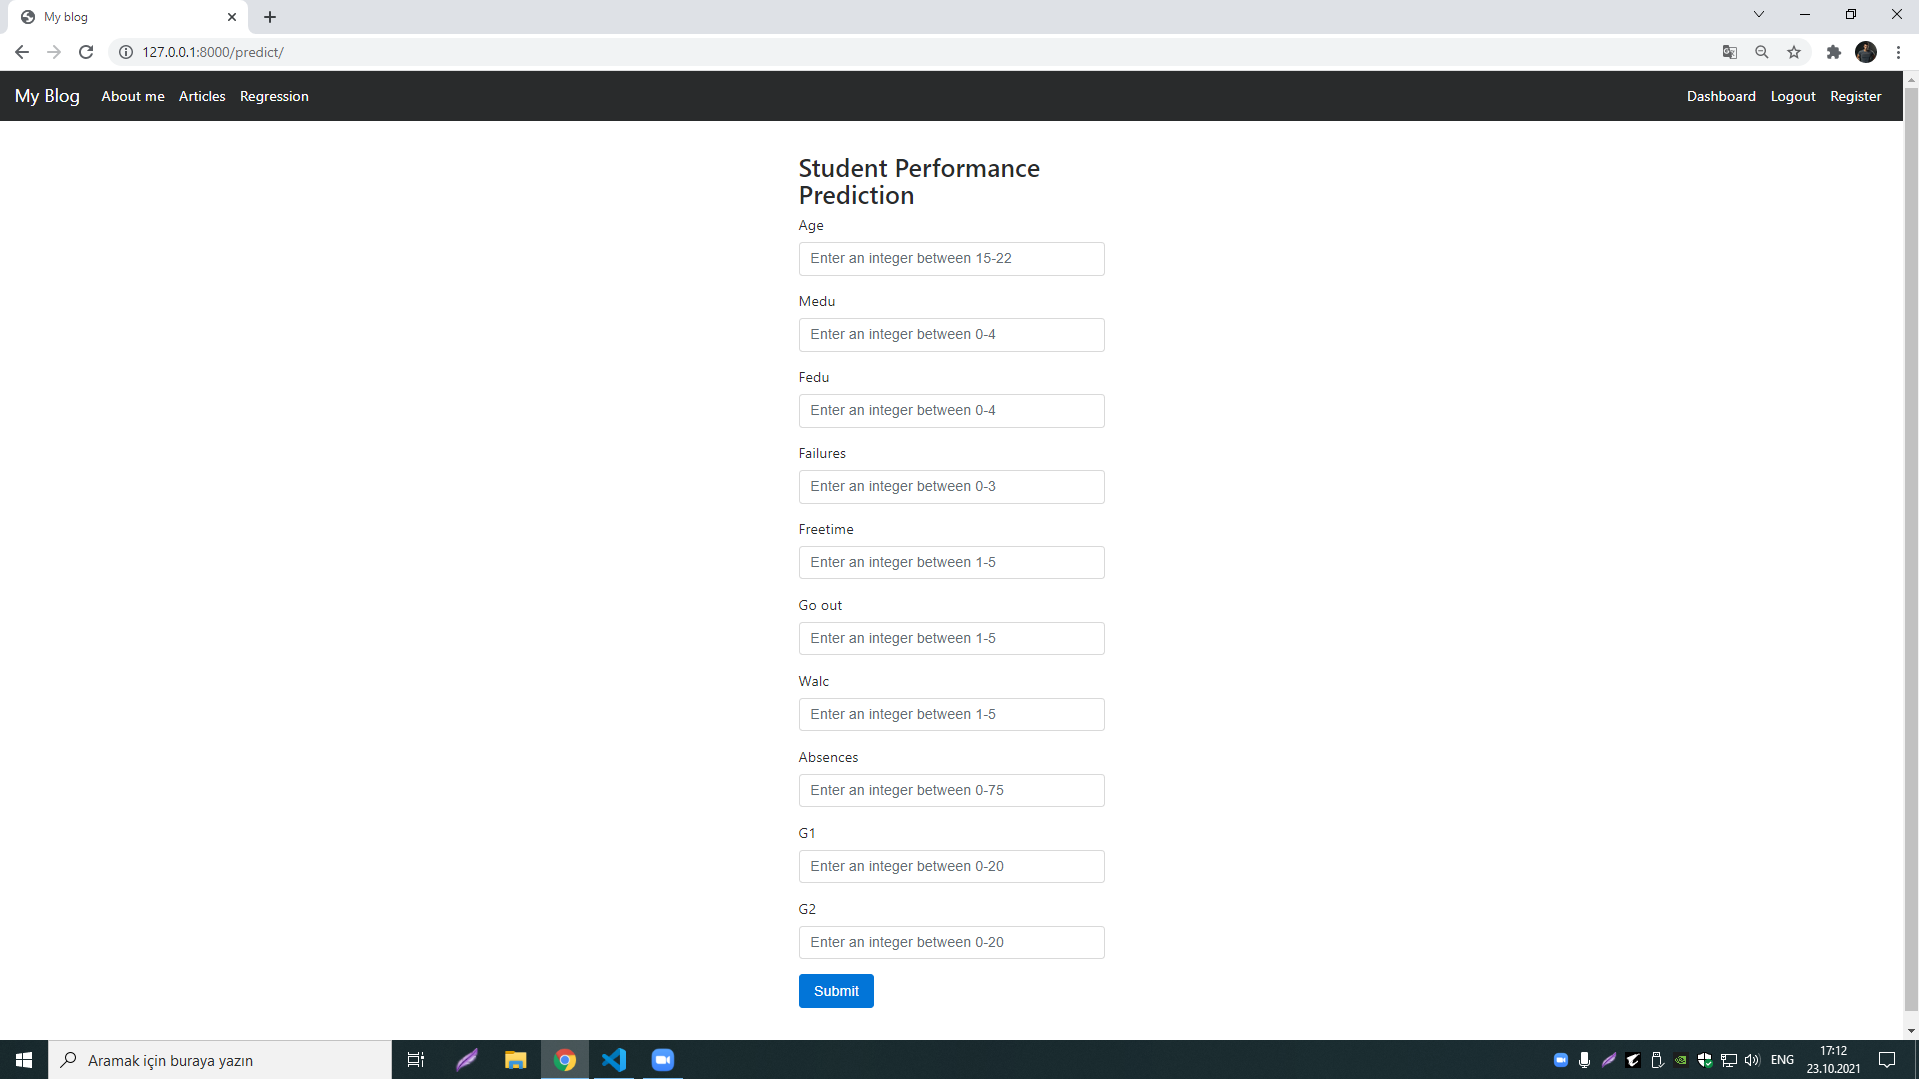 My blog
127.0.0.1:8000/predict/
My Blog About me Articles Regression Dashboard Logout Register
Student Performance
Prediction
Age
Enter an integer between 15-22
Medu
Enter an integer between 0-4
Fedu
Enter an integer between 0-4
Failures
Enter an integer between 0-3
Freetime
Enter an integer between 1-5
Go out
Enter an integer between 1-5
Walc
Enter an integer between 1-5
Absences
Enter an integer between 0-75
G1
Enter an integer between 0-20
G2
Enter an integer between 0-20
Submit
Aramak için buraya yazın
ENG
17:12
23.10.2021